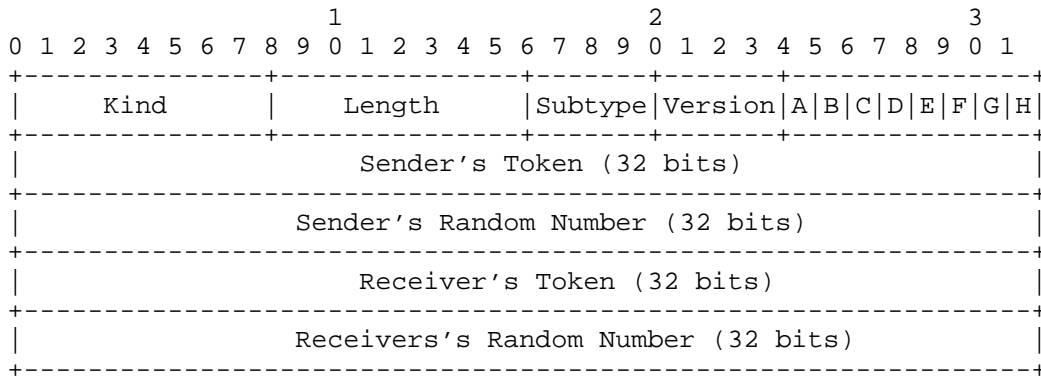 1                   2                   3
 0 1 2 3 4 5 6 7 8 9 0 1 2 3 4 5 6 7 8 9 0 1 2 3 4 5 6 7 8 9 0 1
+---------------+---------------+-------+-------+---------------+
|     Kind      |    Length     |Subtype|Version|A|B|C|D|E|F|G|H|
+---------------+---------------+-------+-------+---------------+
|                     Sender’s Token (32 bits)                  |
+---------------------------------------------------------------+
|                 Sender’s Random Number (32 bits)              |
+---------------------------------------------------------------+
|                     Receiver’s Token (32 bits)                |
+---------------------------------------------------------------+
|                 Receivers’s Random Number (32 bits)           |
+---------------------------------------------------------------+